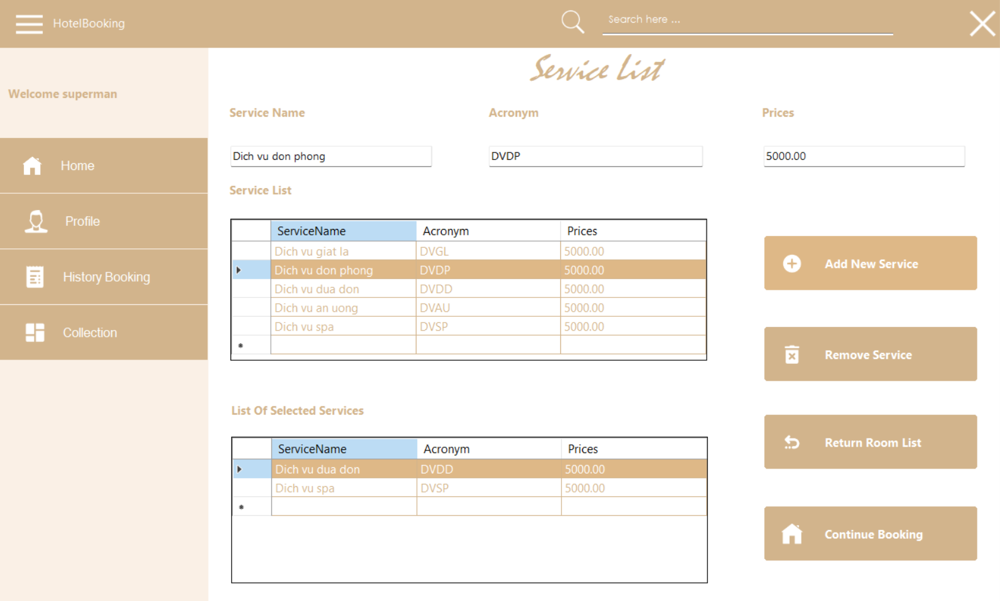 HotelBooking
Search here ...
Service List
Welcome superman
Service Name Acronym Prices
Dich vu don phong DVDP 5000.00
Home
Profile
History Booking
Collection
Service List
ServiceName Acronym Prices
Dich vu giat la DVGL 5000.00
Dich vu don phong DVDP 5000.00
Dich vu dua don DVDD 5000.00
Dich vu an uong DVAU 5000.00
Dich vu spa DVSP 5000.00
Add New Service
Remove Service
List Of Selected Services
ServiceName Acronym Prices
Dich vu dua don DVDD 5000.00
Dich vu spa DVSP 5000.00
Return Room List
Continue Booking